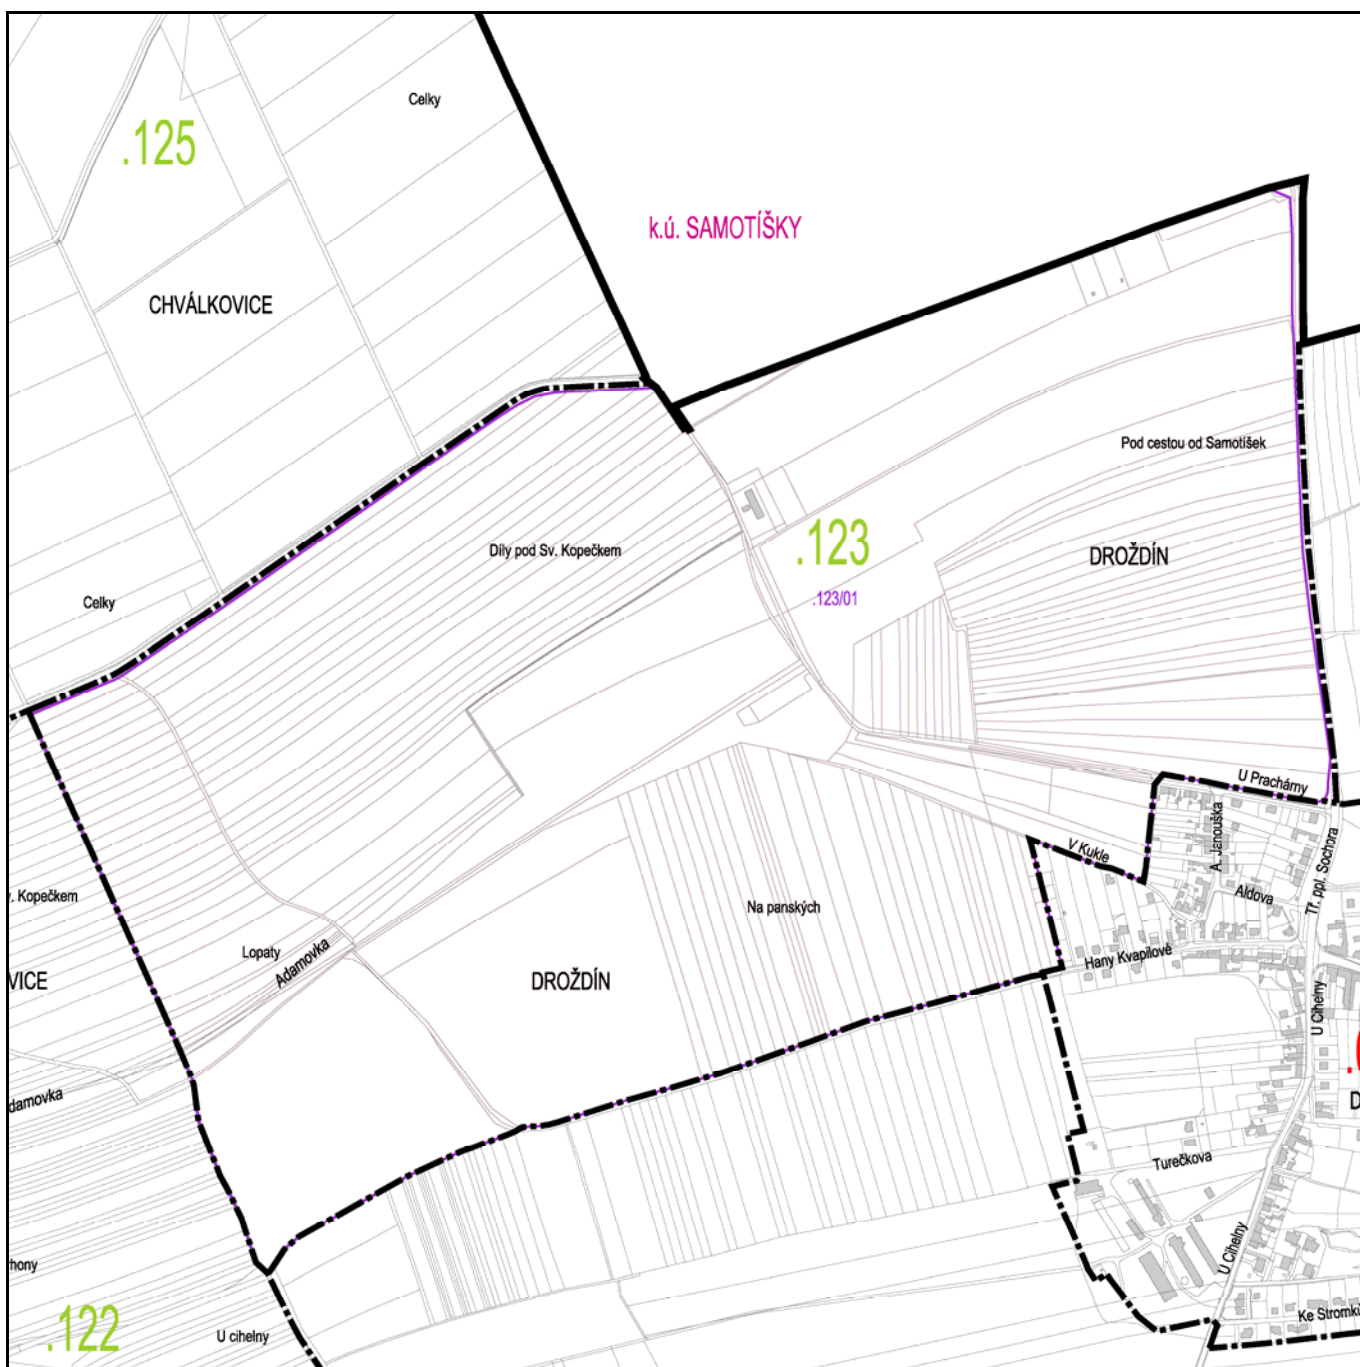 Celky
.125
k.ú. SAMOTÍŠKY
CHVÁLKOVICE
Pod cestou od Samotíšek
.123
Díly pod Sv. Kopečkem
DROŽDÍN
.123/01
Celky
U Prachárny
A. Janouška
V Kukle
Tř. ppl. Sochora
Aldova
v. Kopečkem
Na panských
Lopaty
Adamovka
Hany Kvapilové
VICE
DROŽDÍN
U Cihelny
damovka
D
Turečkova
U Cihelny
hony
.122
U cihelny
Ke Stromků